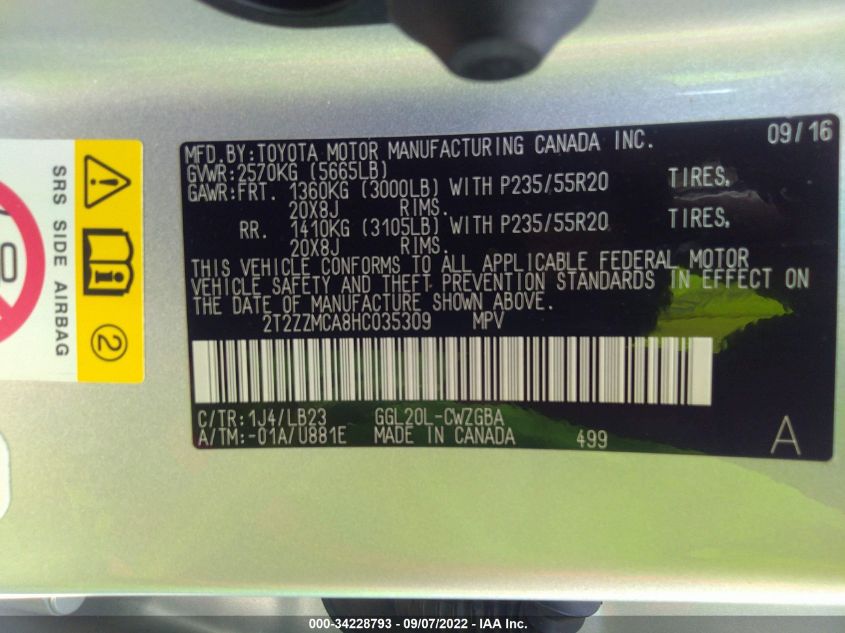 MFD.BY:TOYOTA MOTOR MANUFACTURING CANADA INC. 09/16
GVWR:2570KG (5665LB)
GAWR:FRT. 1360KG (3000LB) WITH P235/55R20 TIRES.
20X8J RIMS.
RR. 1410KG (3105LB) WITH P235/55R20 TIRES.
20X8J RIMS.
THIS VEHICLE CONFORMS TO ALL APPLICABLE FEDERAL MOTOR
VEHICLE SAFETY AND THEFT PREVENTION STANDARDS IN EFFECT ON
THE DATE OF MANUFACTURE SHOWN ABOVE.
2T2ZZMCA8HC035309 MPV
C/TR:1J4/LB23 GGL20L-CWZGBA
A/TM:-01A/U881E MADE IN CANADA 499 A
SRS SIDE AIRBAG
2
000-34228793 - 09/07/2022 - IAA Inc.